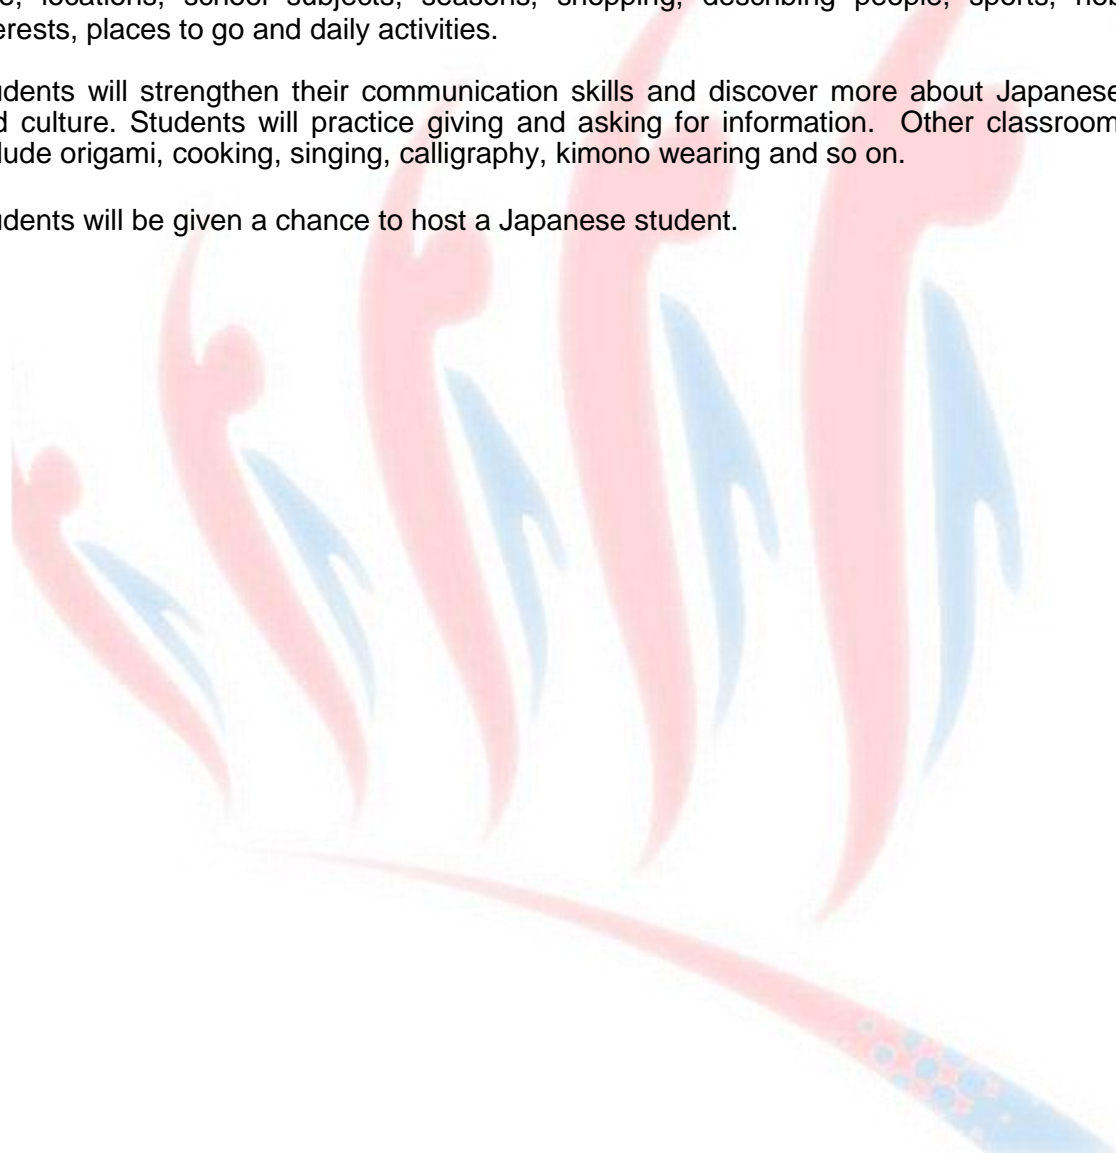 locations, school subjects, seasons, shopping, describing people, sports,
erests, places to go and daily activities.
udents will strengthen their communication skills and discover more about Japanese
d culture. Students will practice giving and asking for information. Other classroom
lude origami, cooking, singing, calligraphy, kimono wearing and so on.
udents will be given a chance to host a Japanese student.